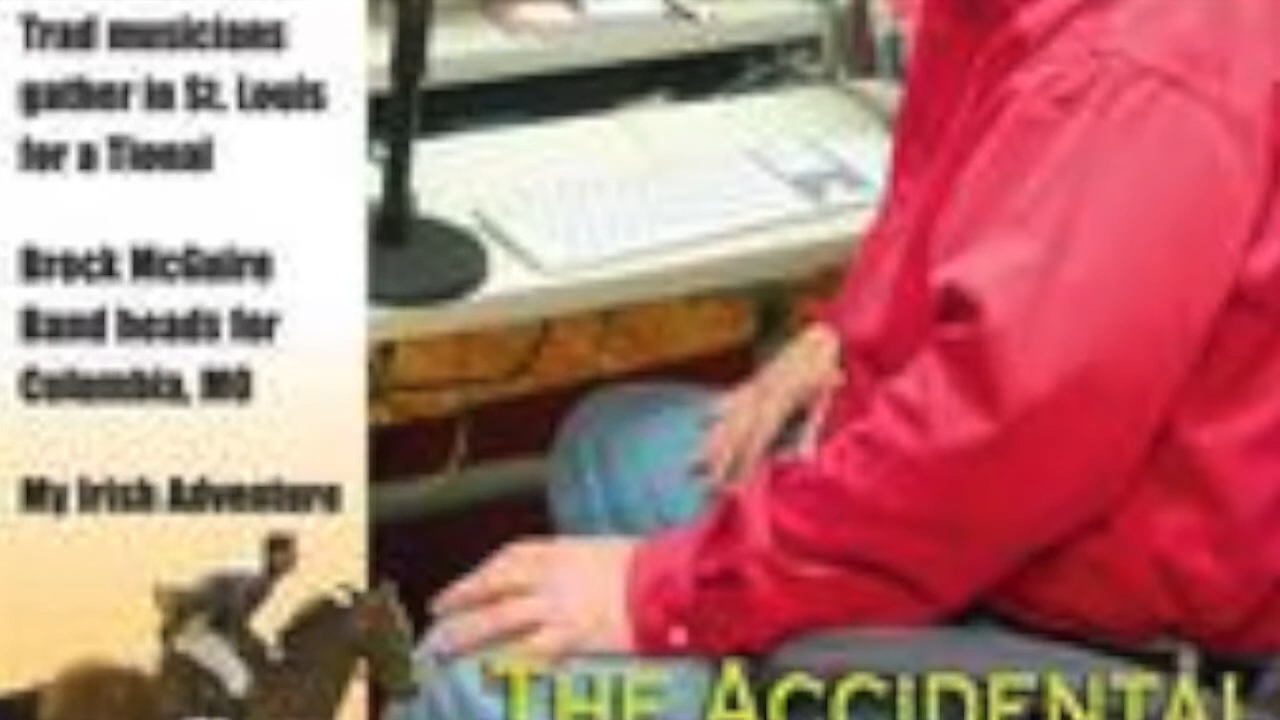 Trad musicians
gather in St. Louis
for a Tional
Brock McGuire
Band heads for
Columbia, MO
My Irish Adventure
THE ACCIDENTAL